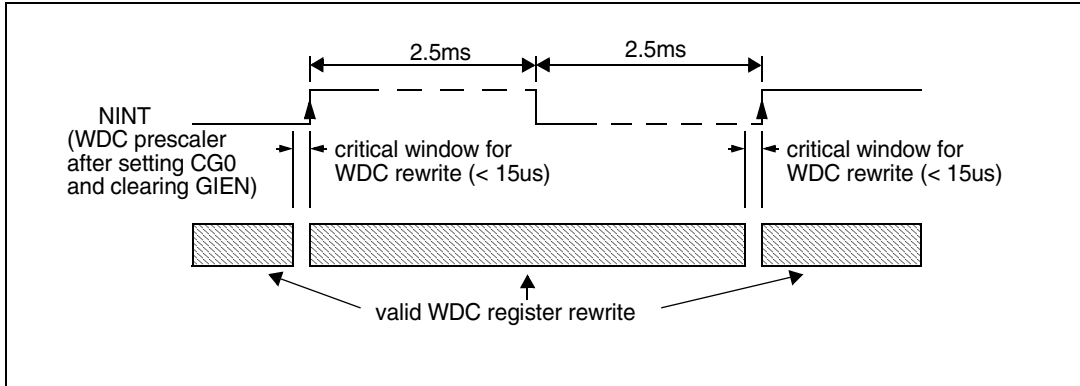 2.5ms
2.5ms
NINT
(WDC prescaler
after setting CG0
and clearing GIEN)
critical window for
WDC rewrite (< 15us)
critical window for
WDC rewrite (< 15us)
valid WDC register rewrite